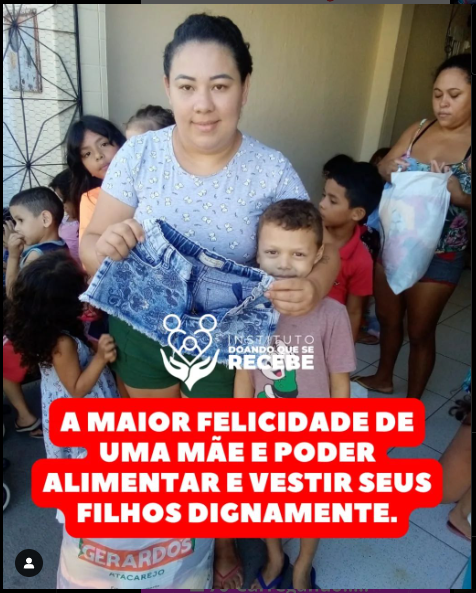 INSTITUTO
DOANDO QUE SE
RECEBE
A MAIOR FELICIDADE DE
UMA MÃE E PODER
ALIMENTAR E VESTIR SEUS
FILHOS DIGNAMENTE.
GERARDOS
ATACAREJO